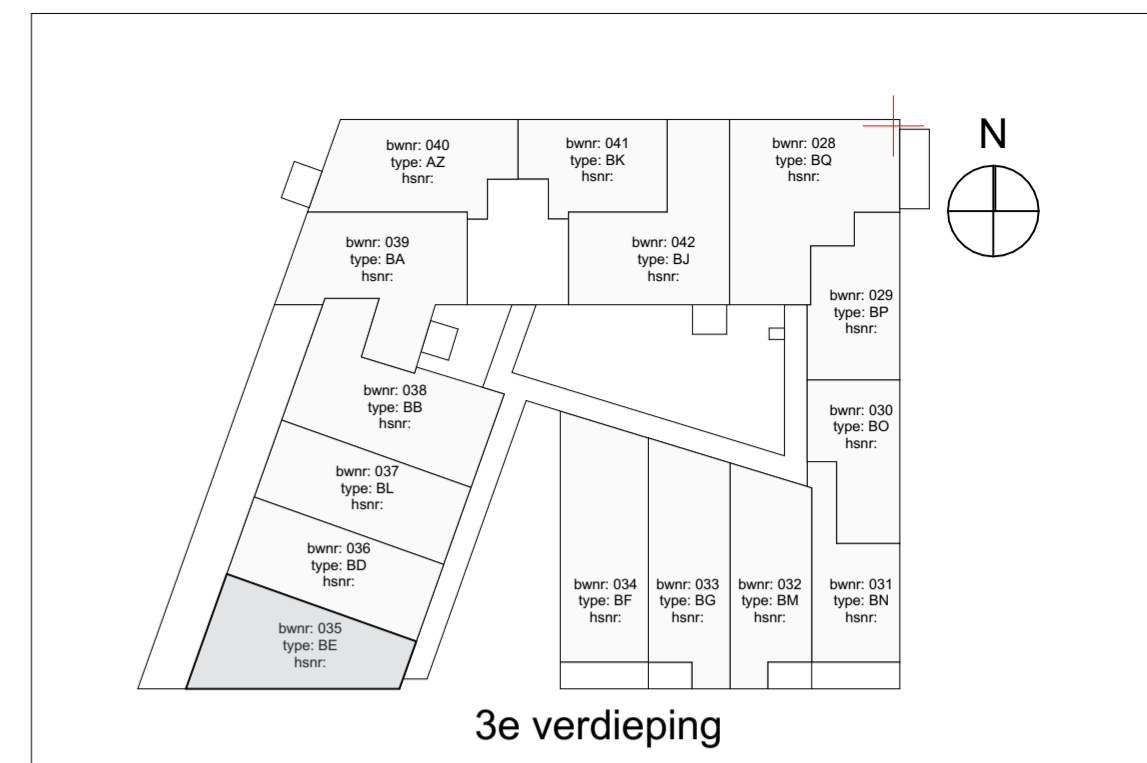 bwnr: 040
type: AZ
hsnr:
bwnr: 041
type: BK
hsnr:
bwnr: 028
type: BQ
hsnr:
N
bwnr: 039
type: BA
hsnr:
bwnr: 042
type: BJ
hsnr:
bwnr: 029
type: BP
hsnr:
bwnr: 038
type: BB
hsnr:
bwnr: 030
type: BO
hsnr:
bwnr: 037
type: BL
hsnr:
bwnr: 036
type: BD
hsnr:
bwnr: 034
type: BF
hsnr:
bwnr: 033
type: BG
hsnr:
bwnr: 032
type: BM
hsnr:
bwnr: 031
type: BN
hsnr:
bwnr: 035
type: BE
hsnr:
3e verdieping